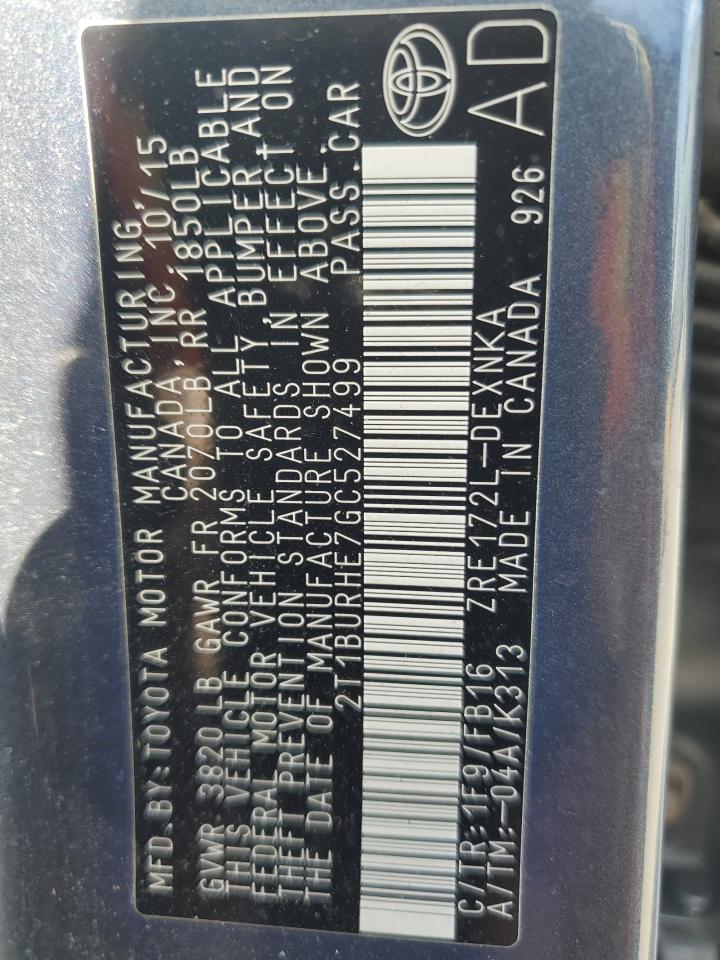 MFD.BY:TOYOTA MOTOR MANUFACTURING,
CANADA,INC. 10/15
GVWR 3820LB GAWR FR 2070LB RR 1850LB
THIS VEHICLE CONFORMS TO ALL APPLICABLE
FEDERAL MOTOR VEHICLE SAFETY, BUMPER AND
THEFT PREVENTION STANDARDS IN EFFECT ON
THE DATE OF MANUFACTURE SHOWN ABOVE.
2T1BURHE7GC527499 PASS.CAR
C/TR:1F9/FB16 ZRE172L-DEXNKA
A/TM:-04A/K313 MADE IN CANADA 926
AD